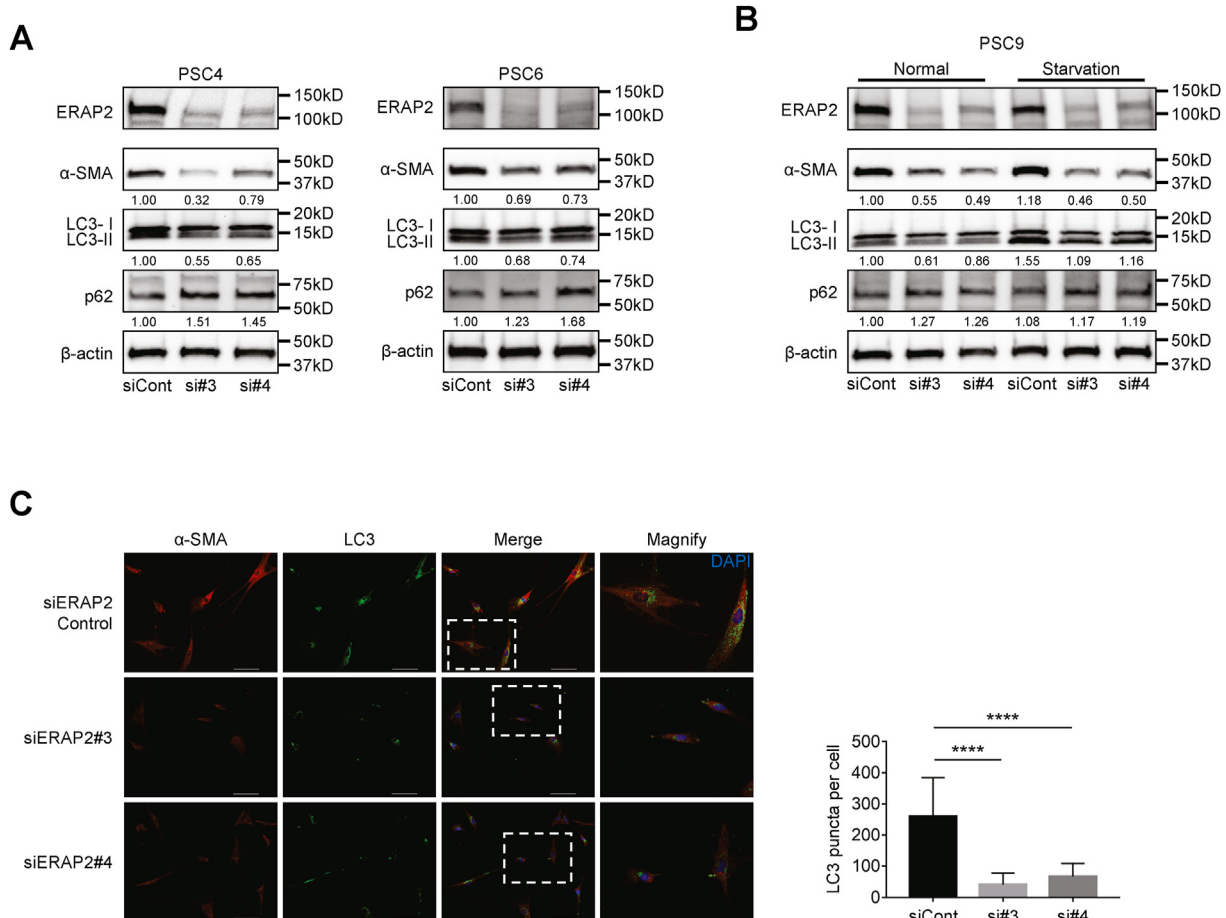 A
PSC4
ERAP2
150kD
100kD
α-SMA
50kD
37kD
1.00 0.32 0.79
LC3- I
LC3-II
20kD
15kD
1.00 0.55 0.65
p62
75kD
50kD
1.00 1.51 1.45
β-actin
50kD
37kD
siCont si#3 si#4
PSC6
ERAP2
150kD
100kD
α-SMA
50kD
37kD
1.00 0.69 0.73
LC3- I
LC3-II
20kD
15kD
1.00 0.68 0.74
p62
75kD
50kD
1.00 1.23 1.68
β-actin
50kD
37kD
siCont si#3 si#4
B
PSC9
Normal Starvation
ERAP2
150kD
100kD
α-SMA
50kD
37kD
1.00 0.55 0.49 1.18 0.46 0.50
LC3- I
LC3-II
20kD
15kD
1.00 0.61 0.86 1.55 1.09 1.16
p62
75kD
50kD
1.00 1.27 1.26 1.08 1.17 1.19
β-actin
50kD
37kD
siCont si#3 si#4 siCont si#3 si#4
C
α-SMA LC3 Merge Magnify
DAPI
siERAP2
Control
siERAP2#3
siERAP2#4
LC3 puncta per cell
500
400
300
200
100
0
****
****
siCont si#3 si#4